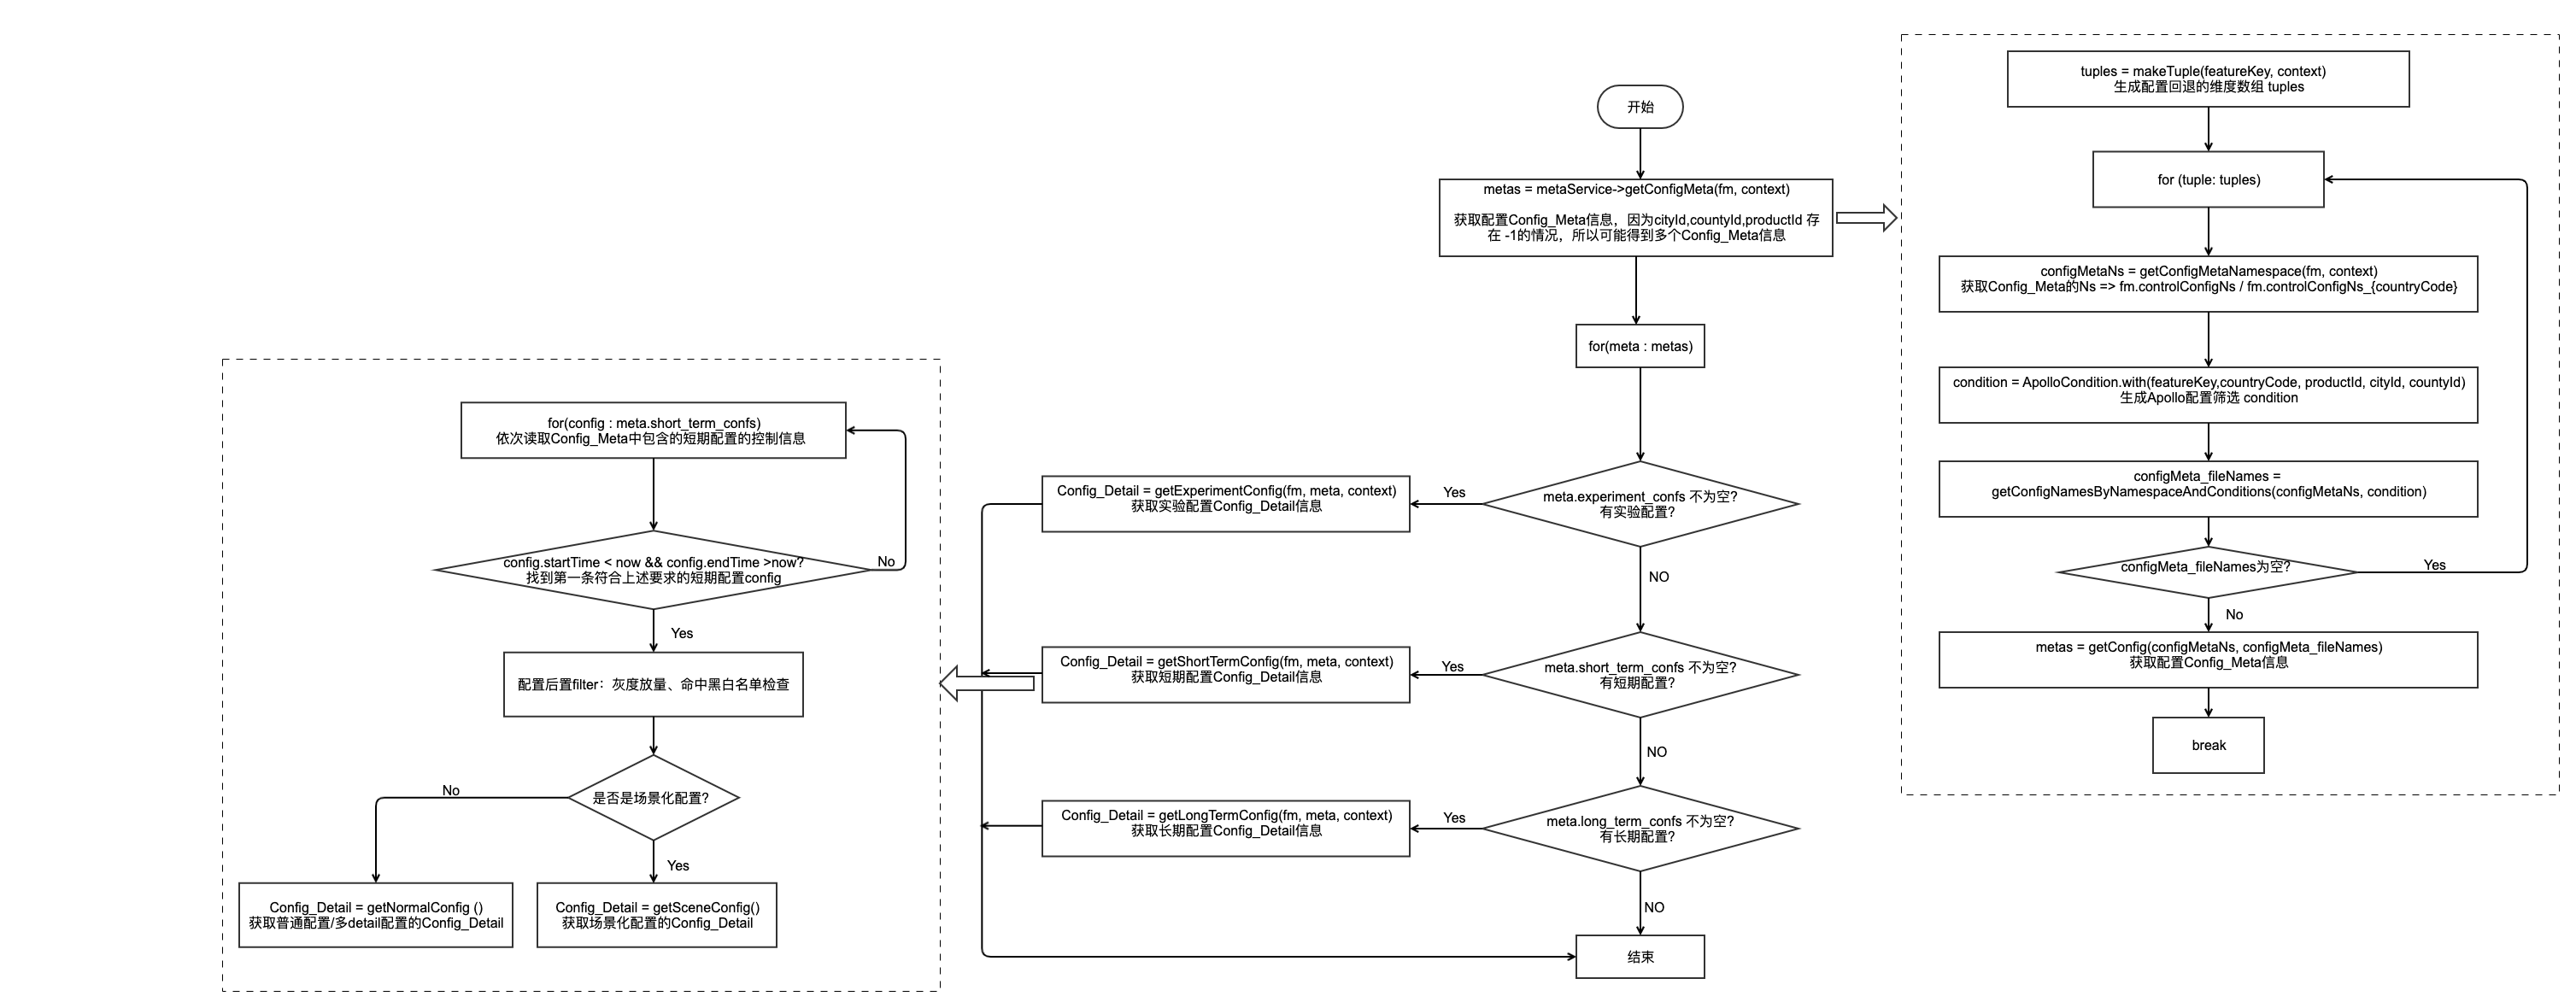 开始
metas = metaService->getConfigMeta(fm, context)
获取配置Config_Meta信息，因为cityId,countyId,productId 存
在 -1的情况，所以可能得到多个Config_Meta信息
for(meta : metas)
meta.experiment_confs 不为空?
有实验配置?
Yes
Config_Detail = getExperimentConfig(fm, meta, context)
获取实验配置Config_Detail信息
NO
meta.short_term_confs 不为空?
有短期配置?
Yes
Config_Detail = getShortTermConfig(fm, meta, context)
获取短期配置Config_Detail信息
NO
meta.long_term_confs 不为空?
有长期配置?
Yes
Config_Detail = getLongTermConfig(fm, meta, context)
获取长期配置Config_Detail信息
NO
结束
tuples = makeTuple(featureKey, context)
生成配置回退的维度数组 tuples
for (tuple: tuples)
configMetaNs = getConfigMetaNamespace(fm, context)
获取Config_Meta的Ns => fm.controlConfigNs / fm.controlConfigNs_{countryCode}
condition = ApolloCondition.with(featureKey,countryCode, productId, cityId, countyId)
生成Apollo配置筛选 condition
configMeta_fileNames =
getConfigNamesByNamespaceAndConditions(configMetaNs, condition)
configMeta_fileNames为空?
Yes
No
metas = getConfig(configMetaNs, configMeta_fileNames)
获取配置Config_Meta信息
break
for(config : meta.short_term_confs)
依次读取Config_Meta中包含的短期配置的控制信息
config.startTime < now && config.endTime >now?
找到第一条符合上述要求的短期配置config
No
Yes
配置后置filter：灰度放量、命中黑白名单检查
是否是场景化配置?
No
Yes
Config_Detail = getNormalConfig ()
获取普通配置/多detail配置的Config_Detail
Config_Detail = getSceneConfig()
获取场景化配置的Config_Detail